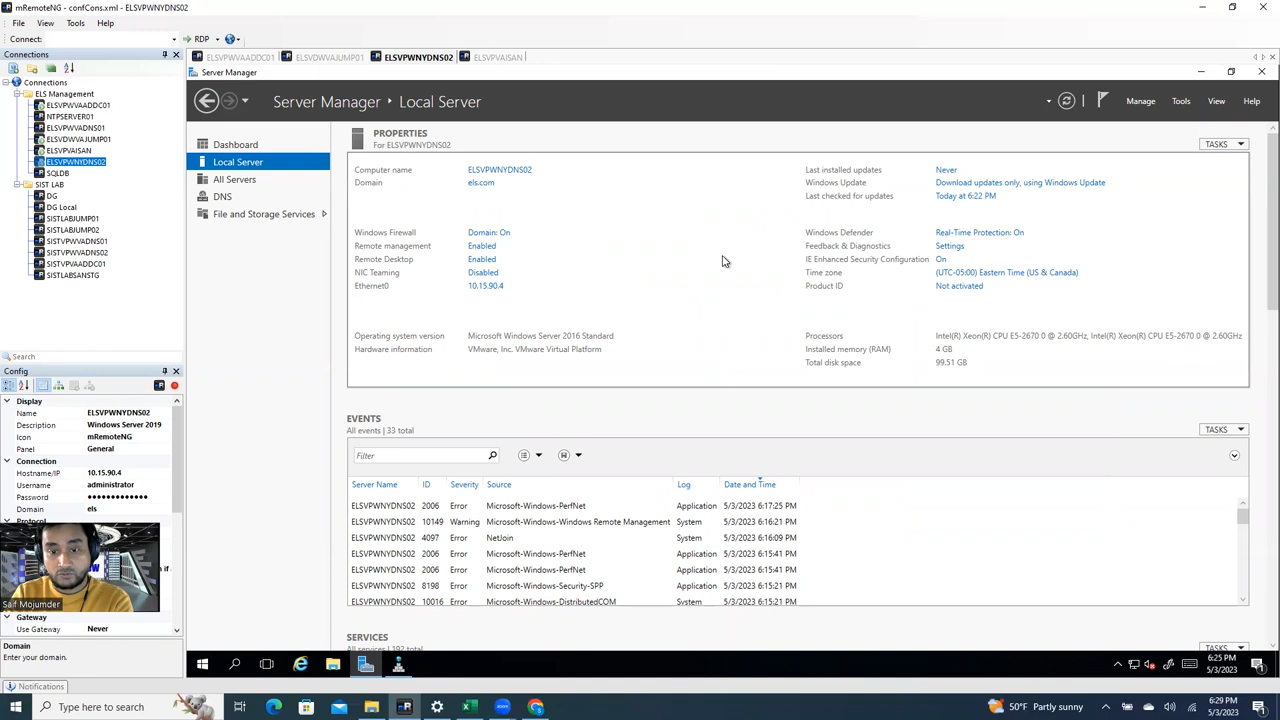 mRemoteNG - confCons.xml - ELSVPWNYDNS02
File View Tools Help
Connect: RDP
Connections
Connections
ELS Management
ELSVPWVAADDC01
NTPSERVER01
ELSVPWVADNS01
ELSVDWVAJUMP01
ELSVPVAISAN
ELSVPWNYDNS02
SQLDB
SIST LAB
DG
DG Local
SISTLABJUMP01
SISTLABJUMP02
SISTVPWVADNS01
SISTVPWVADNS02
SISTVPWVAADDC01
SISTLABSANSTG
Search
Config
Display
Name ELSVPWNYDNS02
Description Windows Server 2019
Icon mRemoteNG
Panel General
Connection
Hostname/IP 10.15.90.4
Username administrator
Password ●●●●●●●●●●●●●
Domain els
Protocol
Saif Mojumder
Gateway
Use Gateway Never
Domain
Enter your domain.
Notifications
ELSVPWVAADDC01 ELSVDWVAJUMP01 ELSVPWNYDNS02 ELSVPVAISAN
Server Manager
Server Manager Local Server
Manage Tools View Help
Dashboard
Local Server
All Servers
DNS
File and Storage Services
PROPERTIES
For ELSVPWNYDNS02
TASKS
Computer name ELSVPWNYDNS02
Domain els.com
Last installed updates Never
Windows Update Download updates only, using Windows Update
Last checked for updates Today at 6:22 PM
Windows Firewall Domain: On
Remote management Enabled
Remote Desktop Enabled
NIC Teaming Disabled
Ethernet0 10.15.90.4
Windows Defender Real-Time Protection: On
Feedback & Diagnostics Settings
IE Enhanced Security Configuration On
Time zone (UTC-05:00) Eastern Time (US & Canada)
Product ID Not activated
Operating system version Microsoft Windows Server 2016 Standard
Hardware information VMware, Inc. VMware Virtual Platform
Processors Intel(R) Xeon(R) CPU E5-2670 0 @ 2.60GHz, Intel(R) Xeon(R) CPU E5-2670 0 @ 2.60GHz
Installed memory (RAM) 4 GB
Total disk space 99.51 GB
EVENTS
All events | 33 total
TASKS
Filter
Server Name ID Severity Source Log Date and Time
ELSVPWNYDNS02 2006 Error Microsoft-Windows-PerfNet Application 5/3/2023 6:17:25 PM
ELSVPWNYDNS02 10149 Warning Microsoft-Windows-Windows Remote Management System 5/3/2023 6:16:21 PM
ELSVPWNYDNS02 4097 Error NetJoin System 5/3/2023 6:16:09 PM
ELSVPWNYDNS02 2006 Error Microsoft-Windows-PerfNet Application 5/3/2023 6:15:41 PM
ELSVPWNYDNS02 2006 Error Microsoft-Windows-PerfNet Application 5/3/2023 6:15:41 PM
ELSVPWNYDNS02 8198 Error Microsoft-Windows-Security-SPP Application 5/3/2023 6:15:21 PM
ELSVPWNYDNS02 10016 Error Microsoft-Windows-DistributedCOM System 5/3/2023 6:15:21 PM
SERVICES
All services | 192 total
TASKS
6:25 PM
5/3/2023
Type here to search
50°F Partly sunny
6:29 PM
5/3/2023